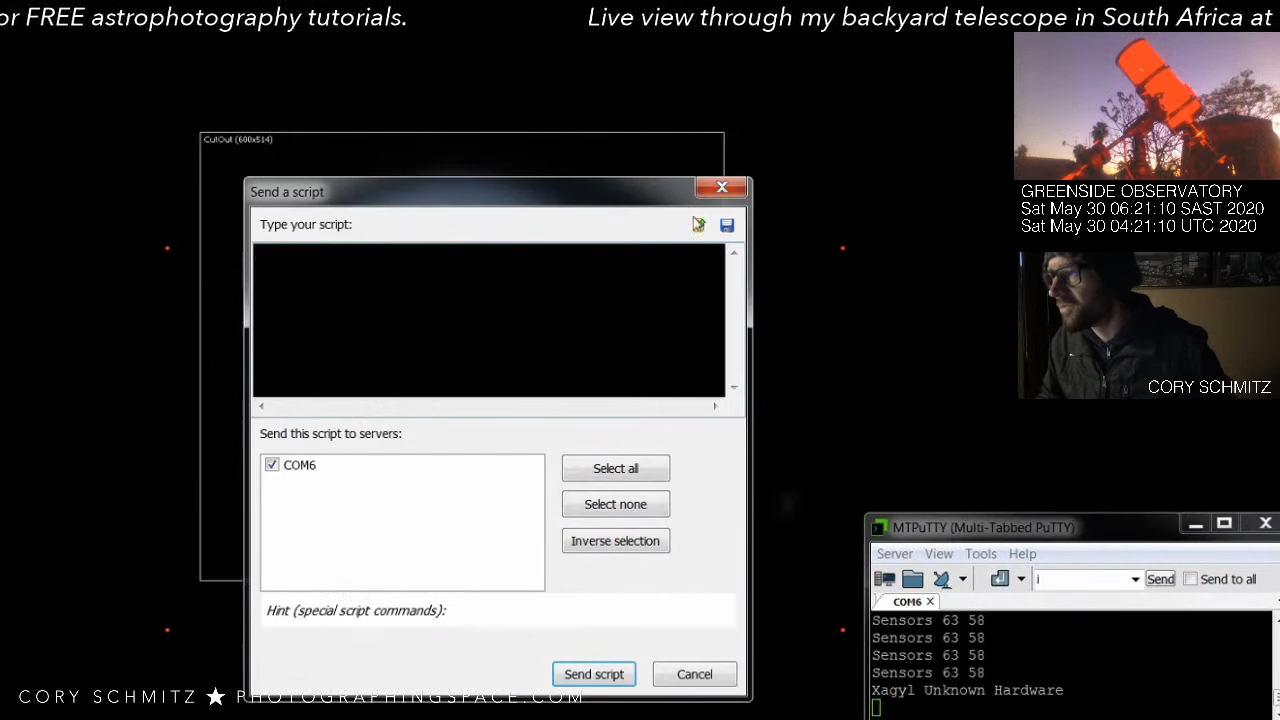 or FREE astrophotography tutorials.
Live view through my backyard telescope in South Africa at
CutOut (600x514)
Send a script
Type your script:
GREENSIDE OBSERVATORY
Sat May 30 06:21:10 SAST 2020
Sat May 30 04:21:10 UTC 2020
CORY SCHMITZ
Send this script to servers:
COM6
Select all
Select none
Inverse selection
Hint (special script commands):
Send script
Cancel
MTPuTTY (Multi-Tabbed PuTTY)
Server View Tools Help
i
Send
Send to all
COM6
Sensors 63 58
Sensors 63 58
Sensors 63 58
Sensors 63 58
Xagyl Unknown Hardware
CORY SCHMITZ ★ PHOTOGRAPHINGSPACE.COM